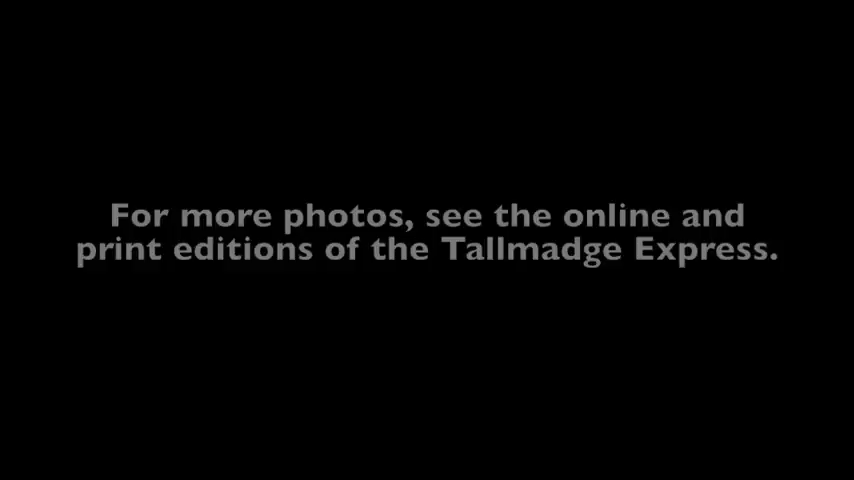 For more photos, see the online and
print editions of the Tallmadge Express.